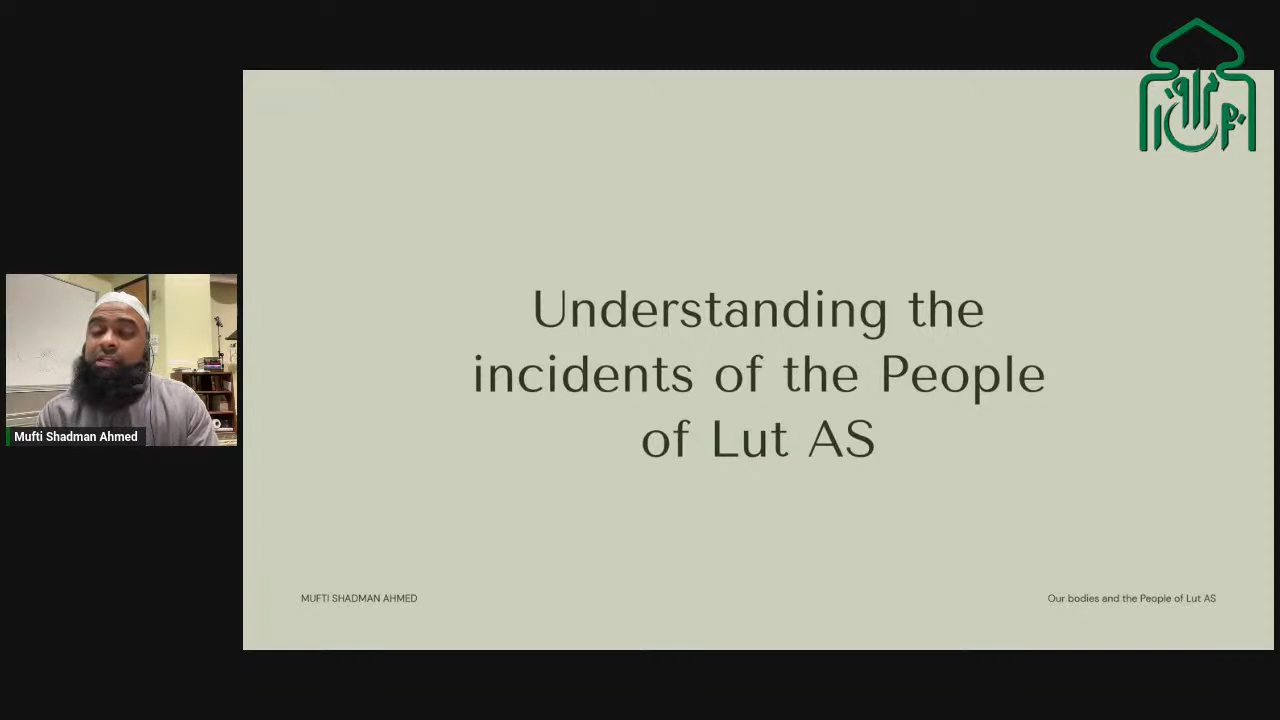 Understanding the
incidents of the People
of Lut AS
Mufti Shadman Ahmed
MUFTI SHADMAN AHMED
Our bodies and the People of Lut AS